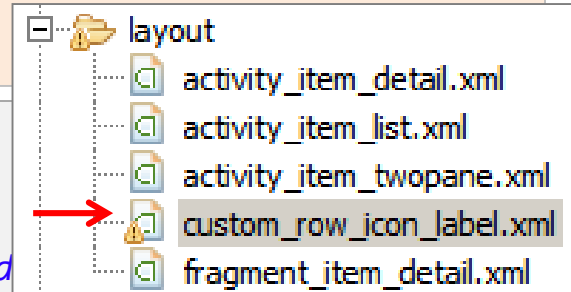 layout
activity_item_detail.xml
activity_item_list.xml
activity_item_twopane.xml
custom_row_icon_label.xml
d
fragment_item_detail.xml